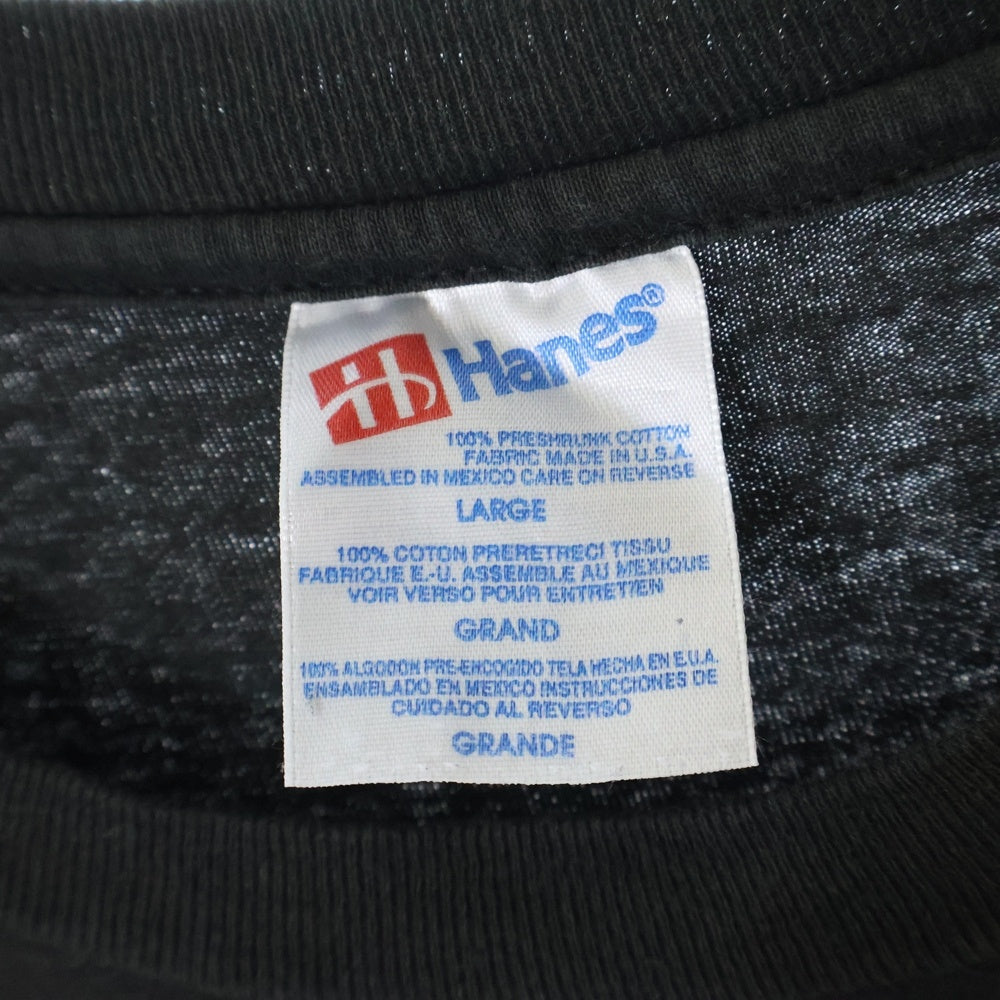 Hanes®
100% PRESHRUNK COTTON
FABRIC MADE IN U.S.A.
ASSEMBLED IN MEXICO CARE ON REVERSE
LARGE
100% COTON PRERETRECI TISSU
FABRIQUE E.-U. ASSEMBLE AU MEXIQUE
VOIR VERSO POUR ENTRETIEN
GRAND
100% ALGODON PRE-ENCOGIDO TELA HECHA EN E.U.A.
ENSAMBLADO EN MEXICO INSTRUCCIONES DE
CUIDADO AL REVERSO
GRANDE